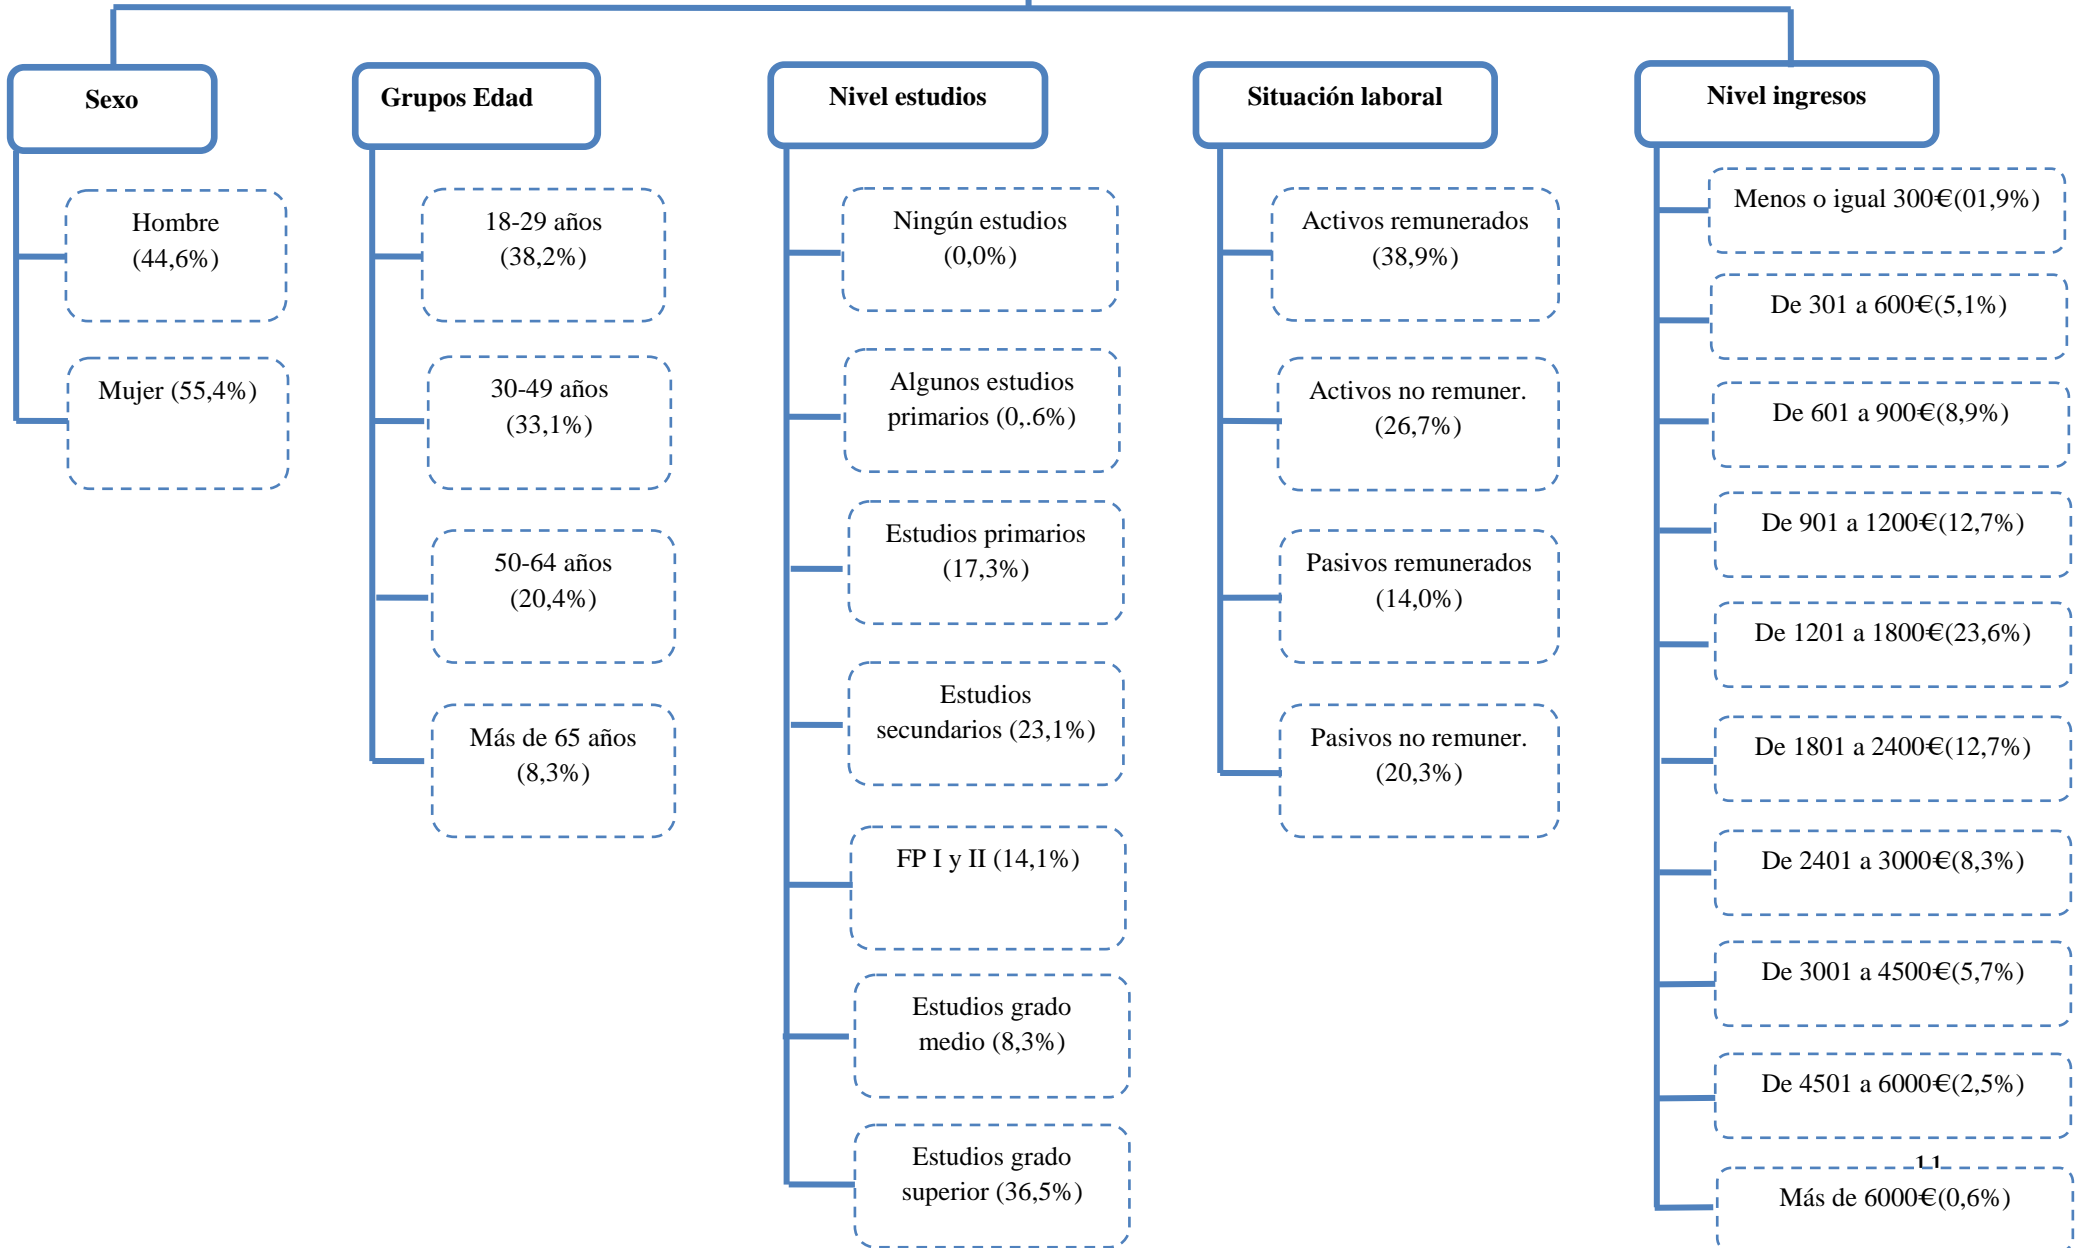 Sexo
Hombre
(44,6%)
Mujer (55,4%)
Grupos Edad
18-29 años
(38,2%)
30-49 años
(33,1%)
50-64 años
(20,4%)
Más de 65 años
(8,3%)
Nivel estudios
Ningún estudios
(0,0%)
Algunos estudios
primarios (0,.6%)
Estudios primarios
(17,3%)
Estudios
secundarios (23,1%)
FP I y II (14,1%)
Estudios grado
medio (8,3%)
Estudios grado
superior (36,5%)
Situación laboral
Activos remunerados
(38,9%)
Activos no remuner.
(26,7%)
Pasivos remunerados
(14,0%)
Pasivos no remuner.
(20,3%)
Nivel ingresos
Menos o igual 300€(01,9%)
De 301 a 600€(5,1%)
De 601 a 900€(8,9%)
De 901 a 1200€(12,7%)
De 1201 a 1800€(23,6%)
De 1801 a 2400€(12,7%)
De 2401 a 3000€(8,3%)
De 3001 a 4500€(5,7%)
De 4501 a 6000€(2,5%)
11
Más de 6000€(0,6%)